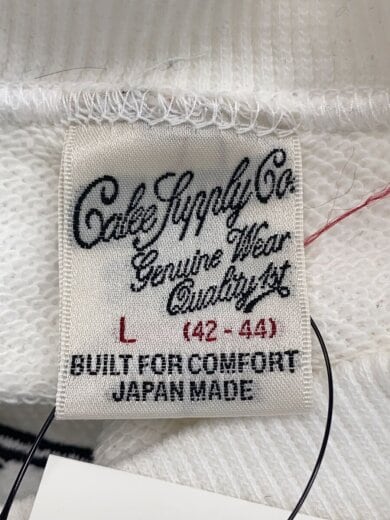 Calee Supply Co.
Genuine Wear
Quality 1st
L (42-44)
BUILT FOR COMFORT
JAPAN MADE